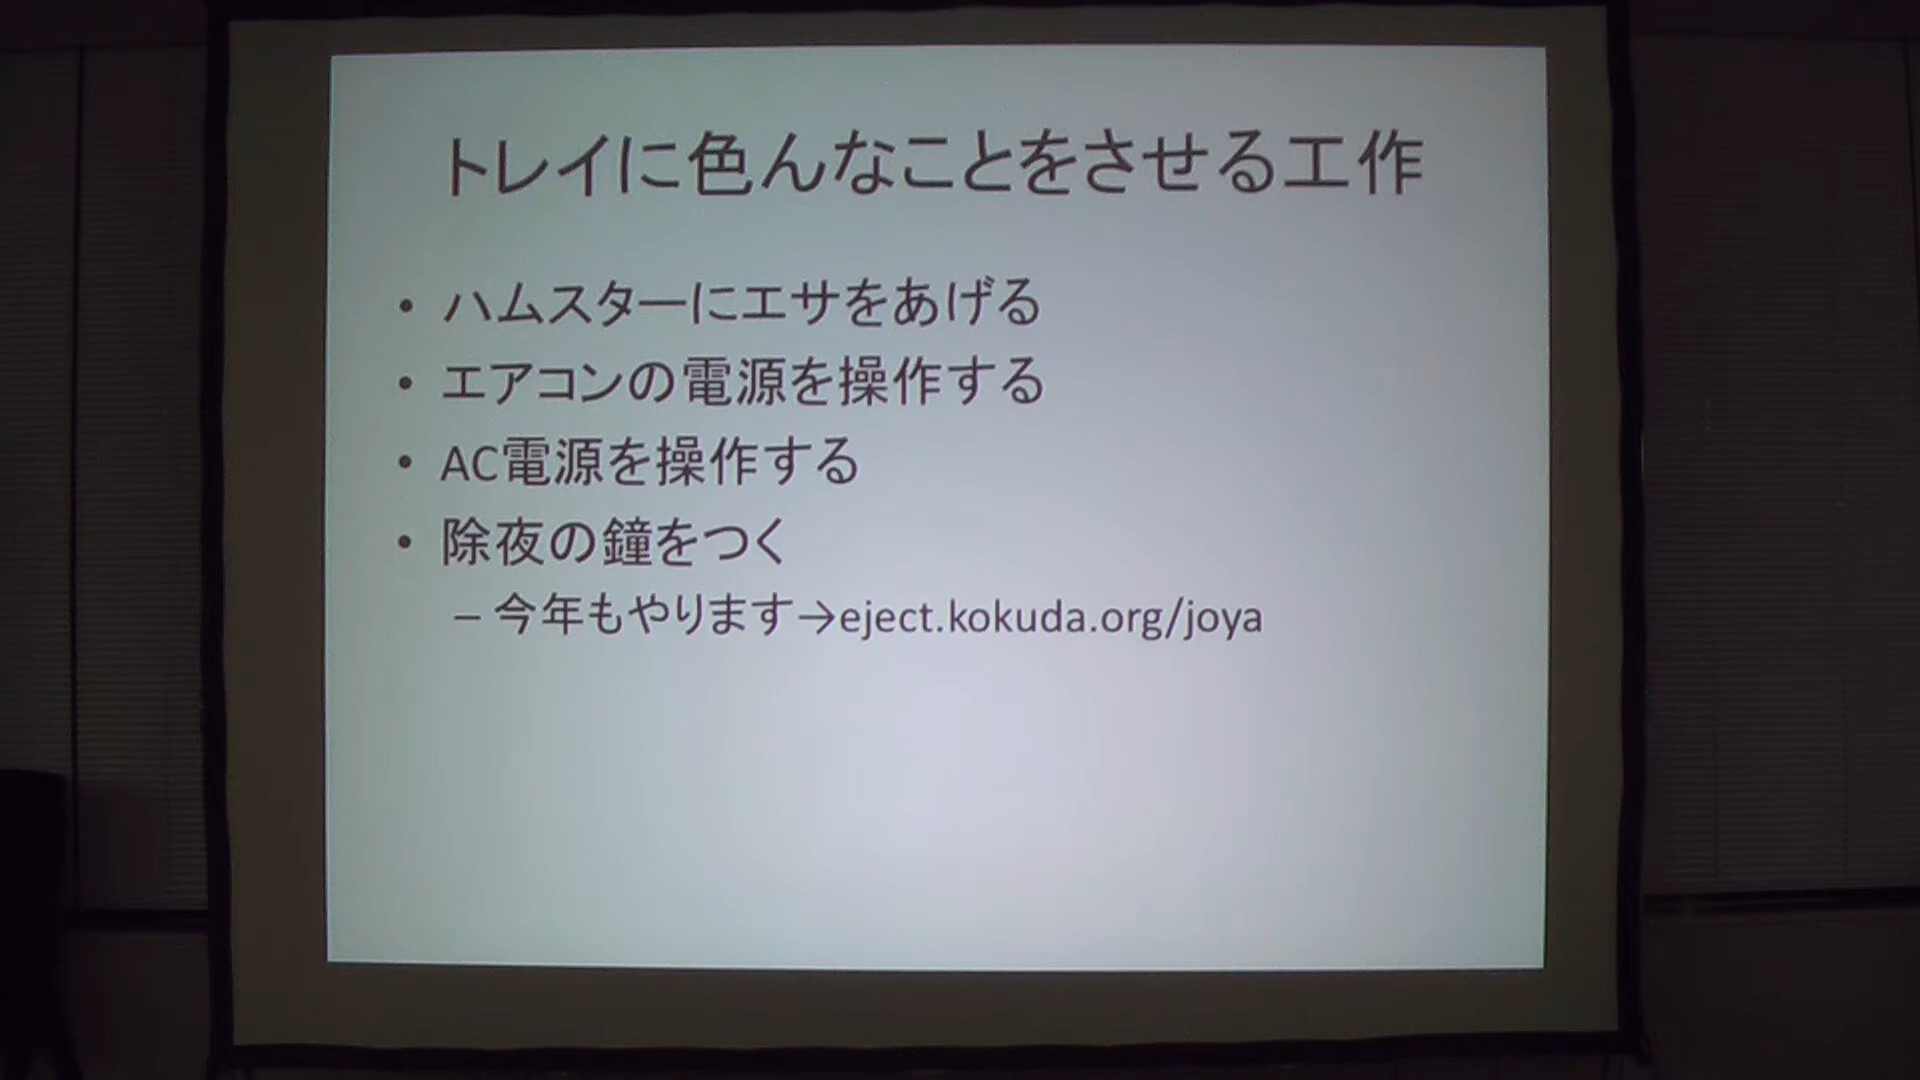 トレイに色んなことをさせる工作
• ハムスターにエサをあげる
• エアコンの電源を操作する
• AC電源を操作する
• 除夜の鐘をつく
– 今年もやります→eject.kokuda.org/joya